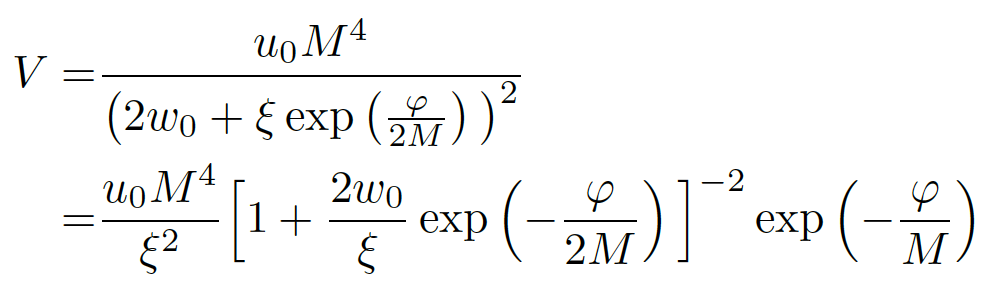 V = \frac{u_0 M^4}{\left(2w_0 + \xi \exp\left(\frac{\varphi}{2M}\right)\right)^2}
= \frac{u_0 M^4}{\xi^2} \left[1 + \frac{2w_0}{\xi} \exp\left(-\frac{\varphi}{2M}\right)\right]^{-2} \exp\left(-\frac{\varphi}{M}\right)